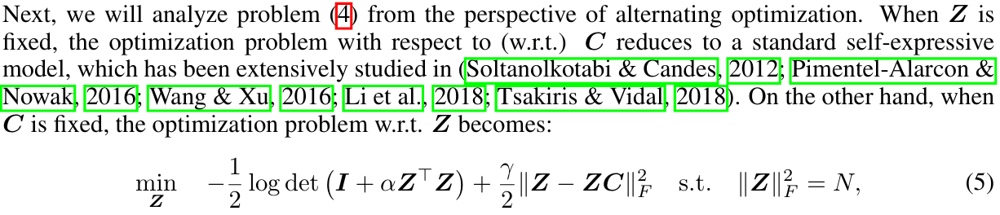 Next, we will analyze problem (4) from the perspective of alternating optimization. When Z is
fixed, the optimization problem with respect to (w.r.t.) C reduces to a standard self-expressive
model, which has been extensively studied in (Soltanolkotabi & Candes, 2012; Pimentel-Alarcon &
Nowak, 2016; Wang & Xu, 2016; Li et al., 2018; Tsakiris & Vidal, 2018). On the other hand, when
C is fixed, the optimization problem w.r.t. Z becomes:
min_Z −1/2 log det (I + αZ^⊤Z) + γ/2 ‖Z − ZC‖_F^2 s.t. ‖Z‖_F^2 = N, (5)